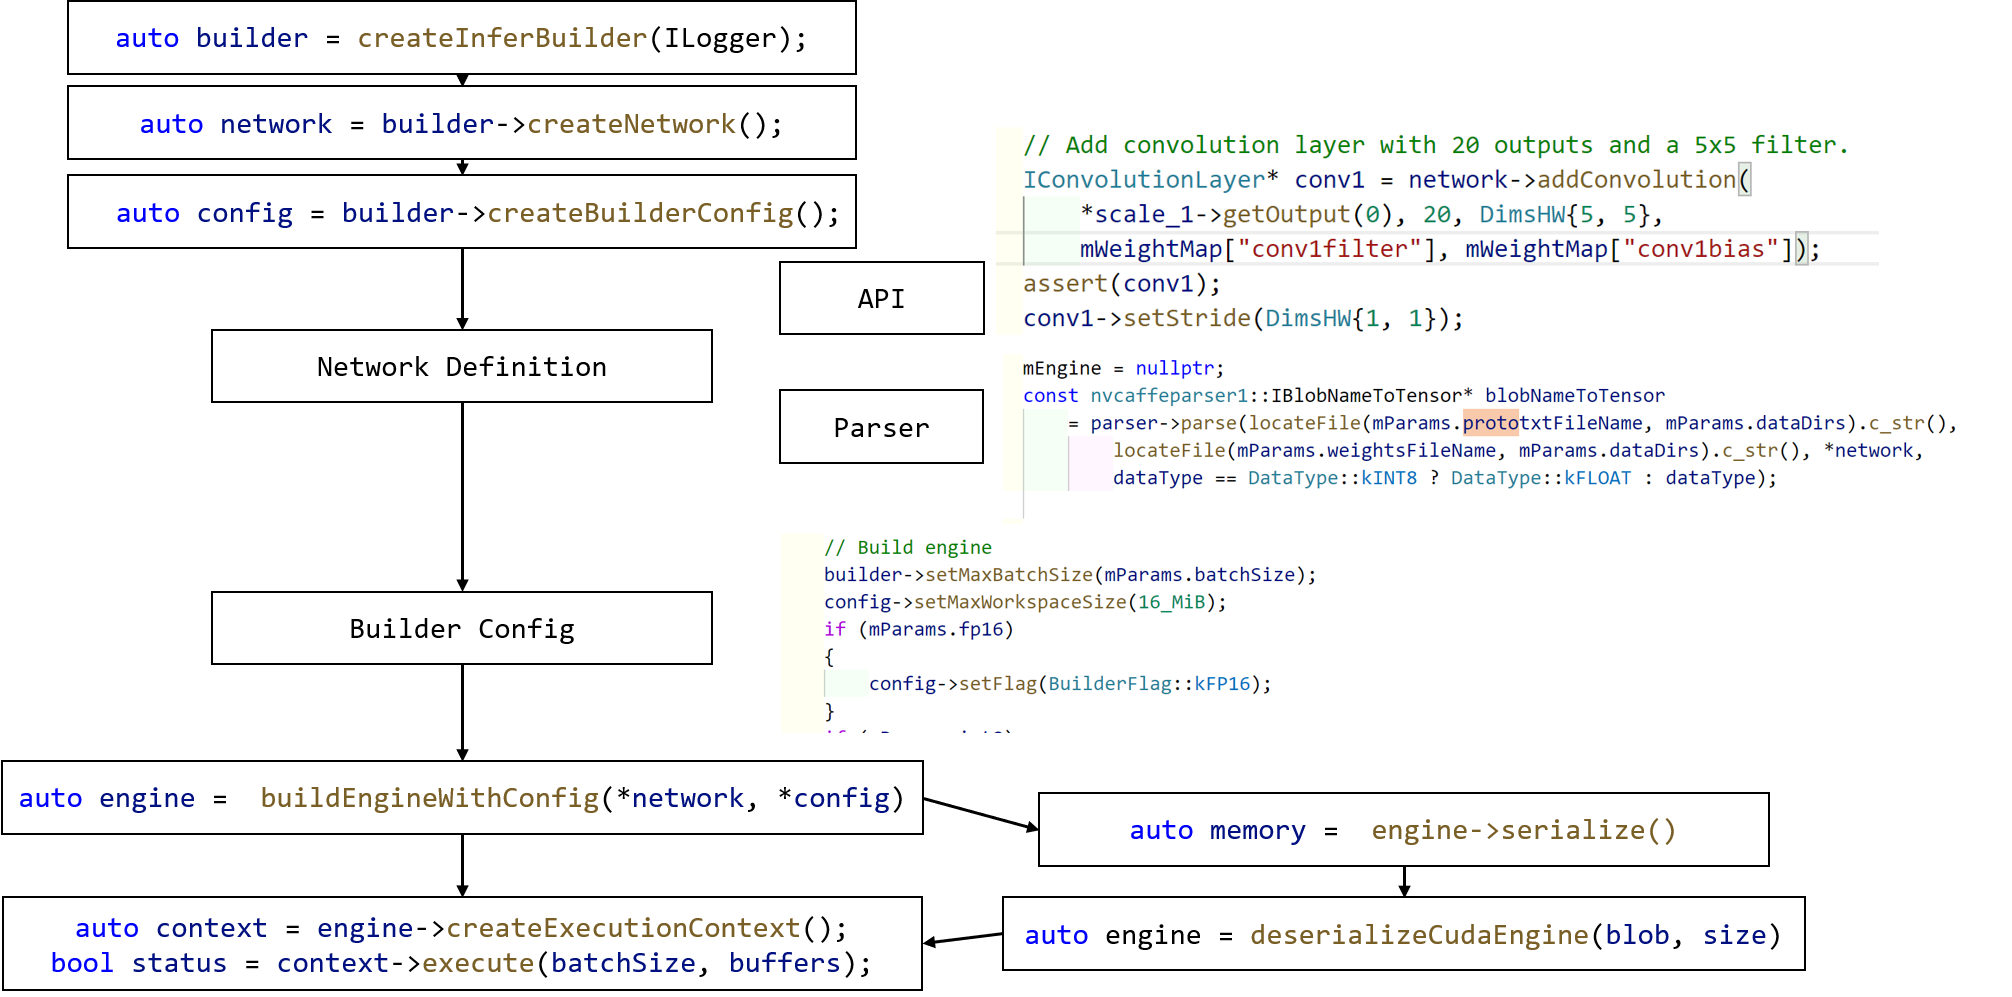 auto builder = createInferBuilder(ILogger);
auto network = builder->createNetwork();
auto config = builder->createBuilderConfig();
Network Definition
API
// Add convolution layer with 20 outputs and a 5x5 filter.
IConvolutionLayer* conv1 = network->addConvolution(
*scale_1->getOutput(0), 20, DimsHW{5, 5},
mWeightMap["conv1filter"], mWeightMap["conv1bias"]);
assert(conv1);
conv1->setStride(DimsHW{1, 1});
Parser
mEngine = nullptr;
const nvcaffeparser1::IBlobNameToTensor* blobNameToTensor
= parser->parse(locateFile(mParams.prototxtFileName, mParams.dataDirs).c_str(),
locateFile(mParams.weightsFileName, mParams.dataDirs).c_str(), *network,
dataType == DataType::kINT8 ? DataType::kFLOAT : dataType);
Builder Config
// Build engine
builder->setMaxBatchSize(mParams.batchSize);
config->setMaxWorkspaceSize(16_MiB);
if (mParams.fp16)
{
config->setFlag(BuilderFlag::kFP16);
}
auto engine =  buildEngineWithConfig(*network, *config)
auto memory =  engine->serialize()
auto engine = deserializeCudaEngine(blob, size)
auto context = engine->createExecutionContext();
bool status = context->execute(batchSize, buffers);